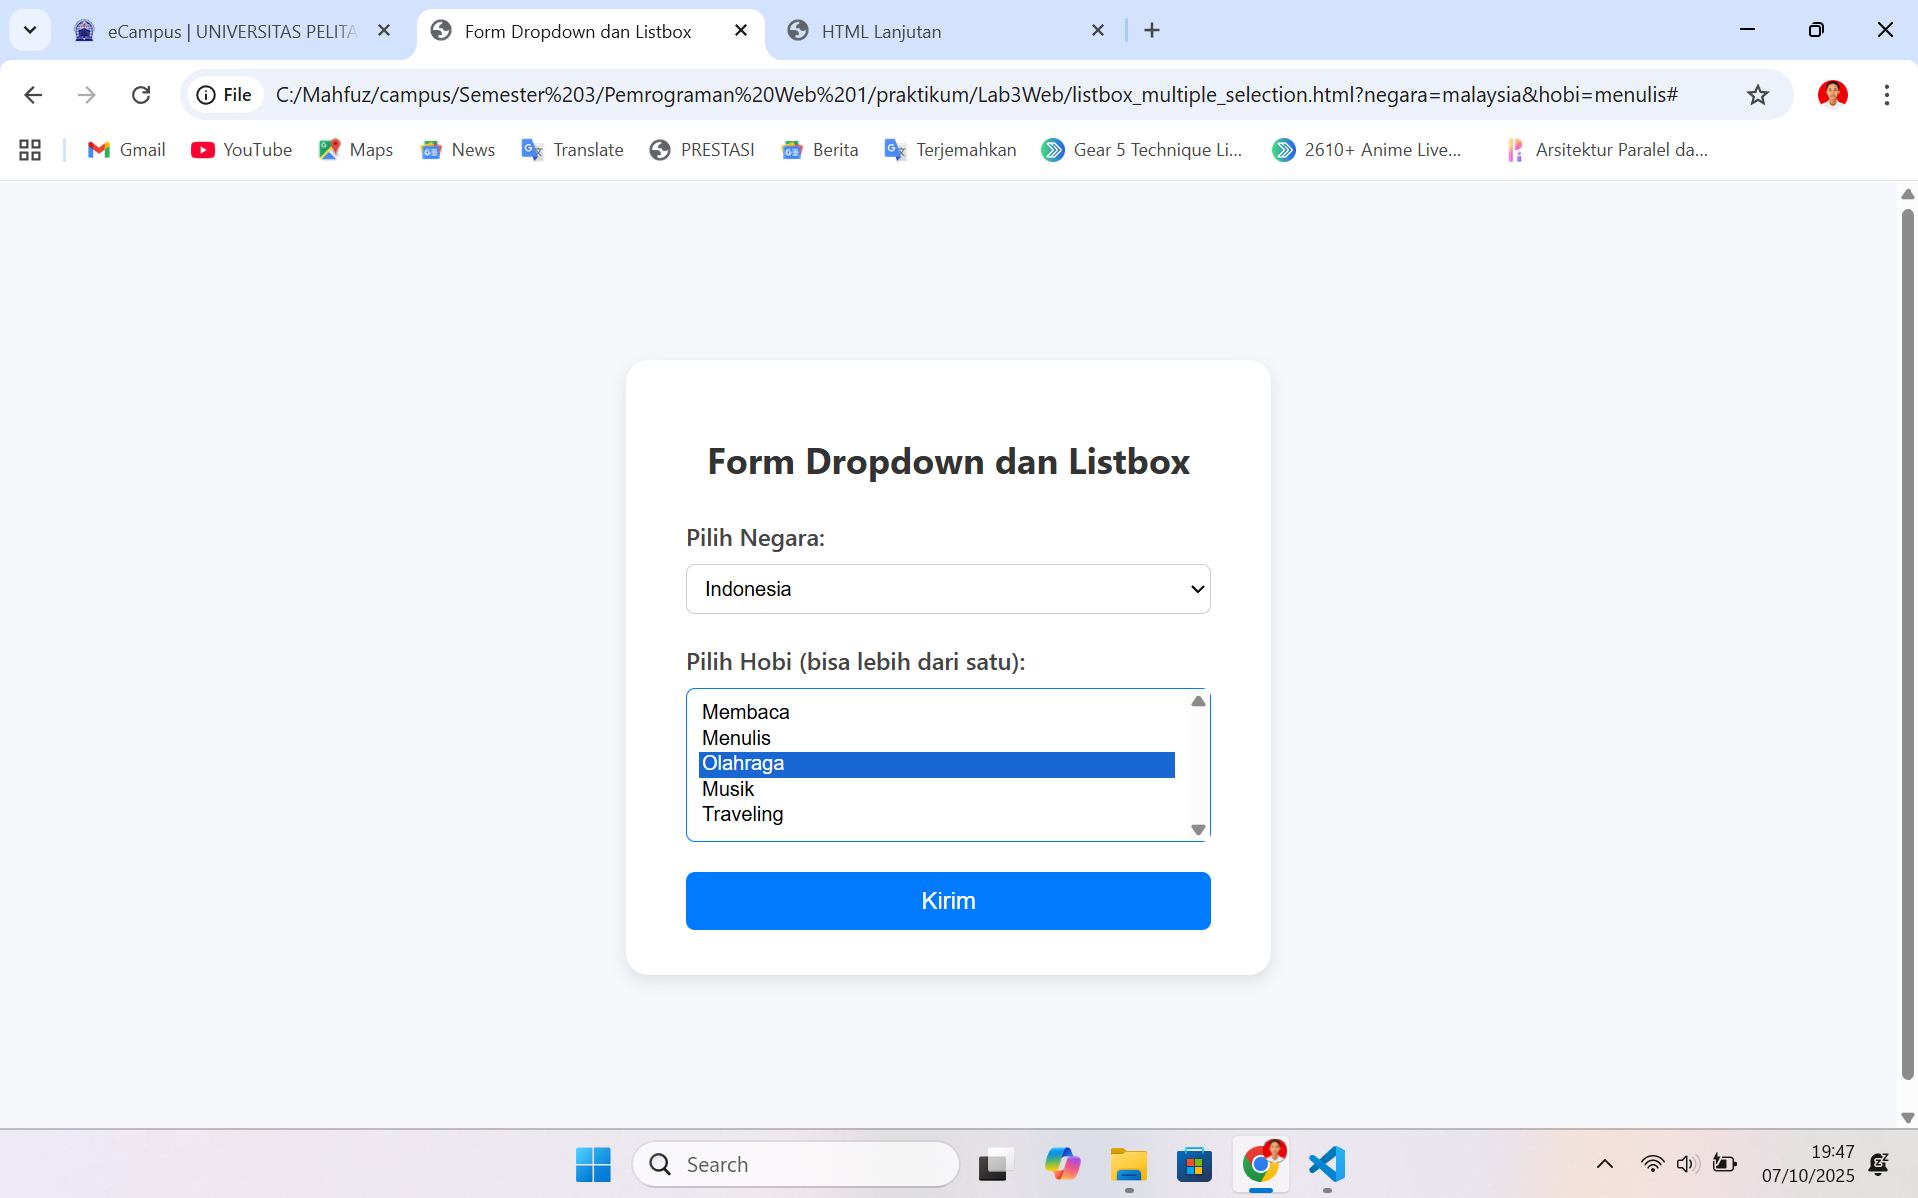 eCampus | UNIVERSITAS PELITA
Form Dropdown dan Listbox
HTML Lanjutan
File
C:/Mahfuz/campus/Semester%203/Pemrograman%20Web%201/praktikum/Lab3Web/listbox_multiple_selection.html?negara=malaysia&hobi=menulis#
Gmail
YouTube
Maps
News
Translate
PRESTASI
Berita
Terjemahkan
Gear 5 Technique Li...
2610+ Anime Live...
Arsitektur Paralel da...
Form Dropdown dan Listbox
Pilih Negara:
Indonesia
Pilih Hobi (bisa lebih dari satu):
Membaca
Menulis
Olahraga
Musik
Traveling
Kirim
Search
19:47
07/10/2025